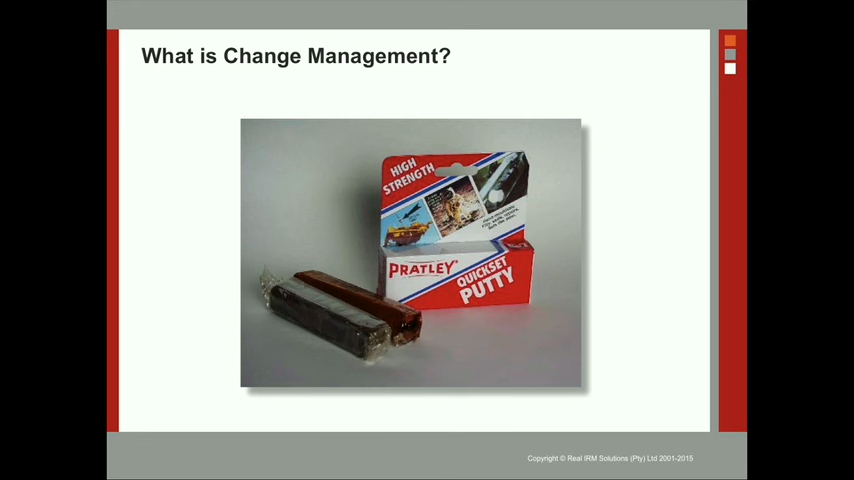 What is Change Management?
HIGH
STRENGTH
PRATLEY
QUICKSET
PUTTY
Copyright © Real IRM Solutions (Pty) Ltd 2001-2015